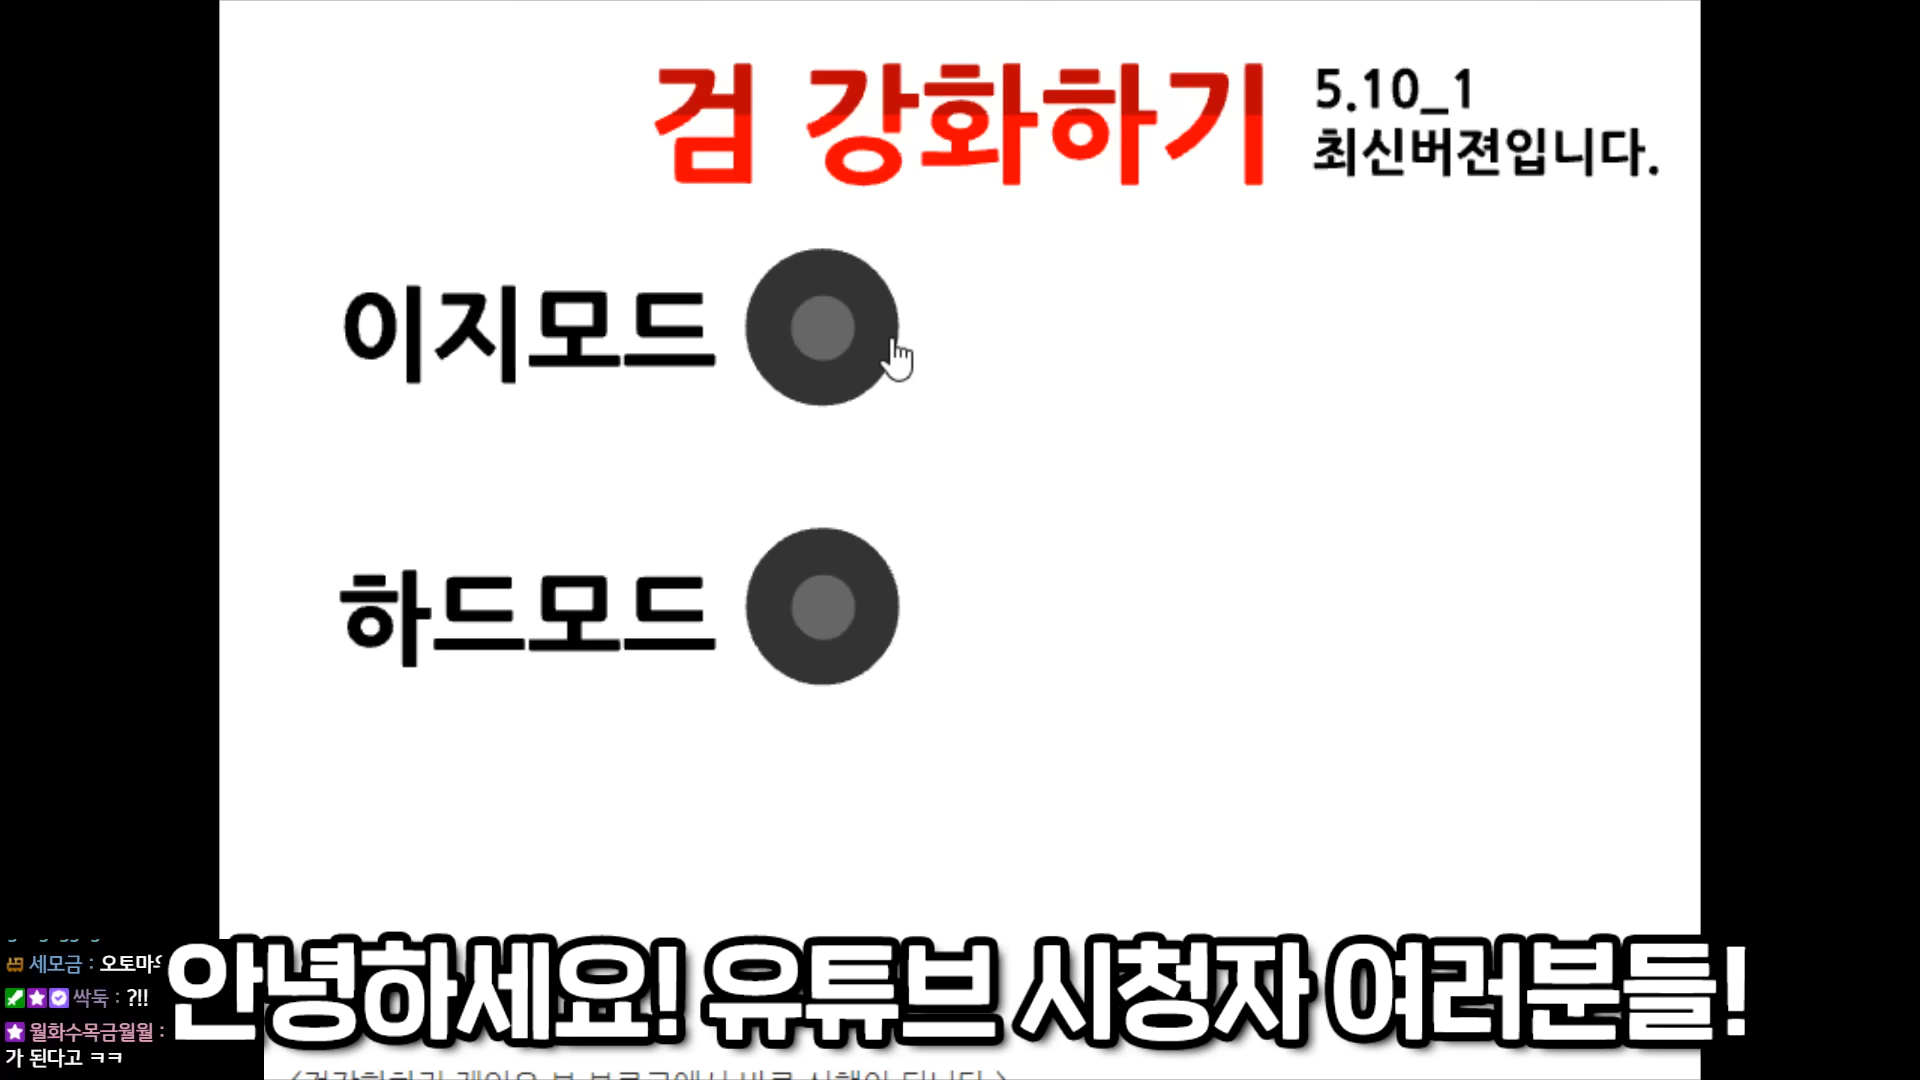 검 강화하기
5.10_1
최신버젼입니다.
이지모드
하드모드
세모금 : 오토마
싹둑 : ?!!
월화수목금월월 :
가 된다고 ㅋㅋ
안녕하세요! 유튜브 시청자 여러분들!